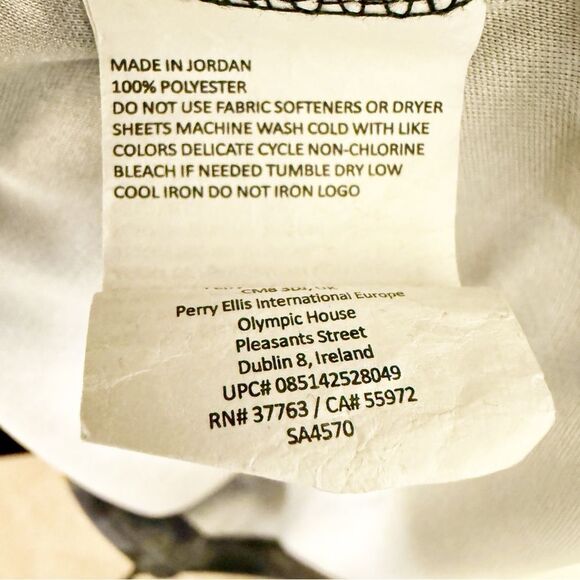 MADE IN JORDAN
100% POLYESTER
DO NOT USE FABRIC SOFTENERS OR DRYER
SHEETS MACHINE WASH COLD WITH LIKE
COLORS DELICATE CYCLE NON-CHLORINE
BLEACH IF NEEDED TUMBLE DRY LOW
COOL IRON DO NOT IRON LOGO
UK
Perry Ellis International Europe
Olympic House
Pleasants Street
Dublin 8, Ireland
UPC# 085142528049
RN# 37763 / CA# 55972
SA4570